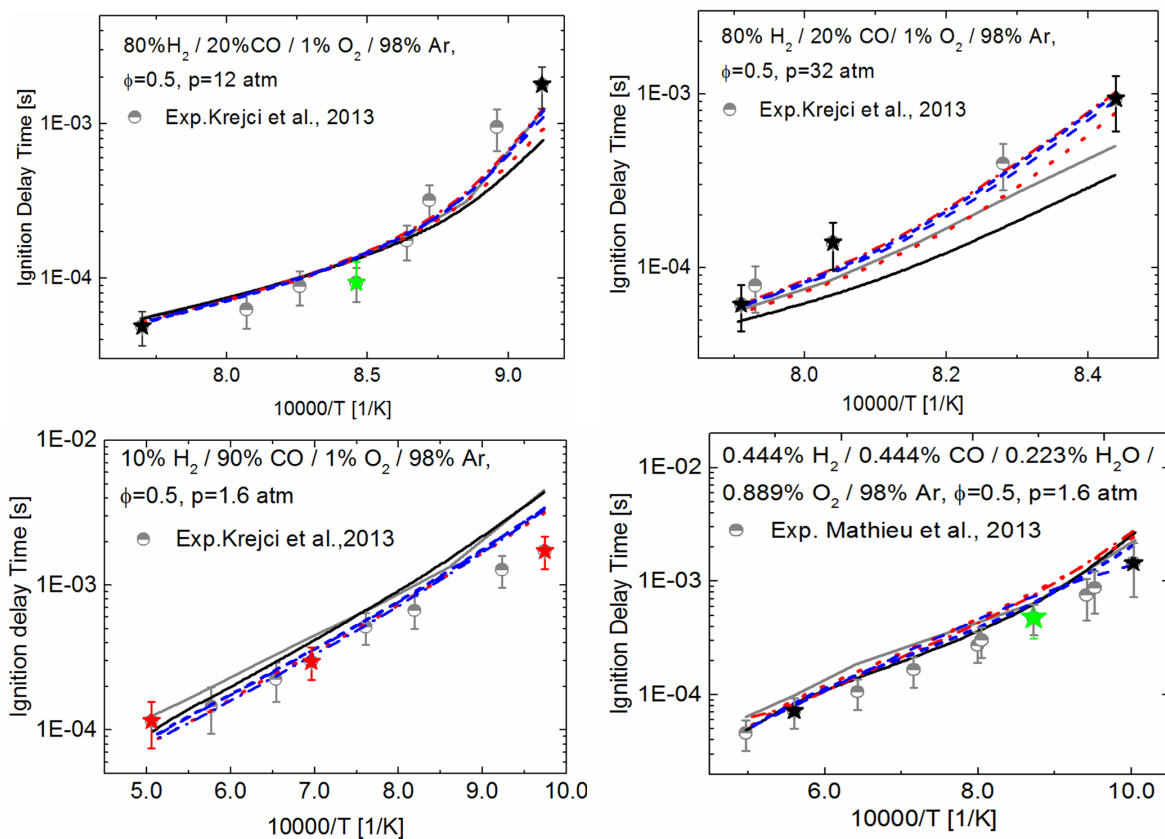 80%H₂ / 20%CO / 1% O₂ / 98% Ar,
ϕ=0.5, p=12 atm
Exp.Krejci et al., 2013
1E-03
1E-04
Ignition Delay Time [s]
8.0
8.5
9.0
10000/T [1/K]
80% H₂ / 20%CO/ 1% O₂ / 98% Ar,
ϕ=0.5, p=32 atm
Exp.Krejci et al., 2013
1E-03
1E-04
Ignition Delay Time [s]
8.0
8.2
8.4
10000/T [1/K]
10% H₂ / 90% CO / 1% O₂ / 98% Ar,
ϕ=0.5, p=1.6 atm
Exp.Krejci et al.,2013
1E-02
1E-03
1E-04
Ignition delay Time [s]
5.0
6.0
7.0
8.0
9.0
10.0
10000/T [1/K]
0.444% H₂ / 0.444% CO / 0.223% H₂O /
0.889% O₂ / 98% Ar, ϕ=0.5, p=1.6 atm
Exp. Mathieu et al., 2013
1E-02
1E-03
1E-04
Ignition Delay Time [s]
6.0
8.0
10.0
10000/T [1/K]